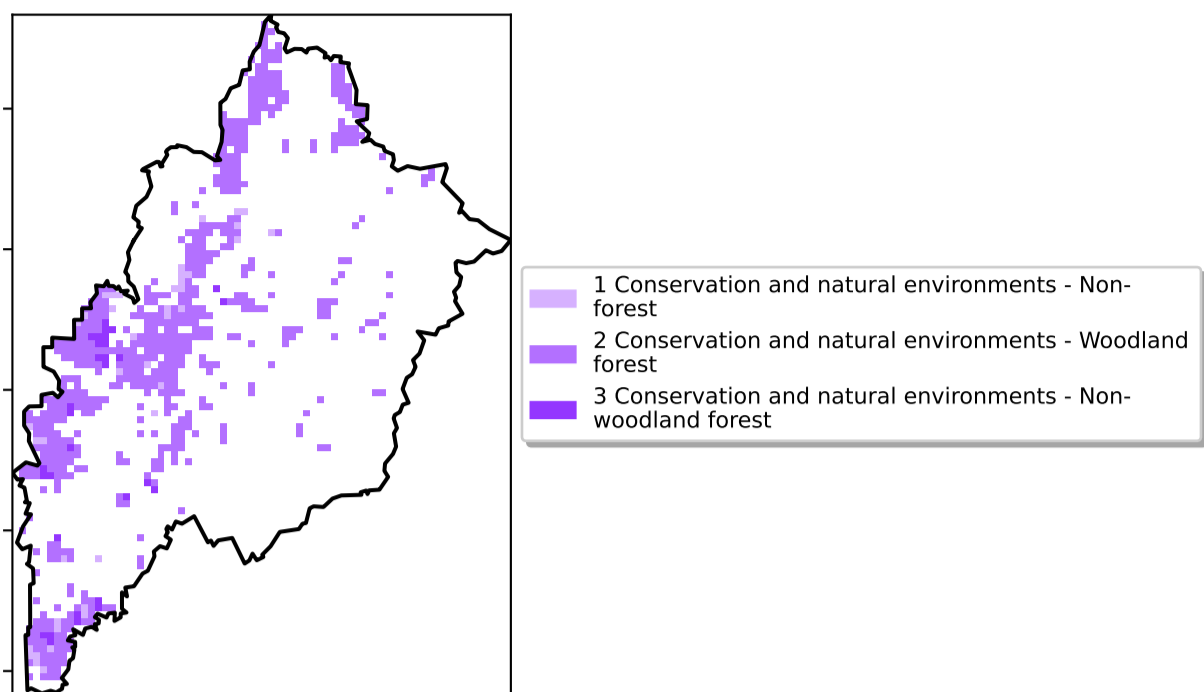 1 Conservation and natural environments - Non-
forest
2 Conservation and natural environments - Woodland
forest
3 Conservation and natural environments - Non-
woodland forest